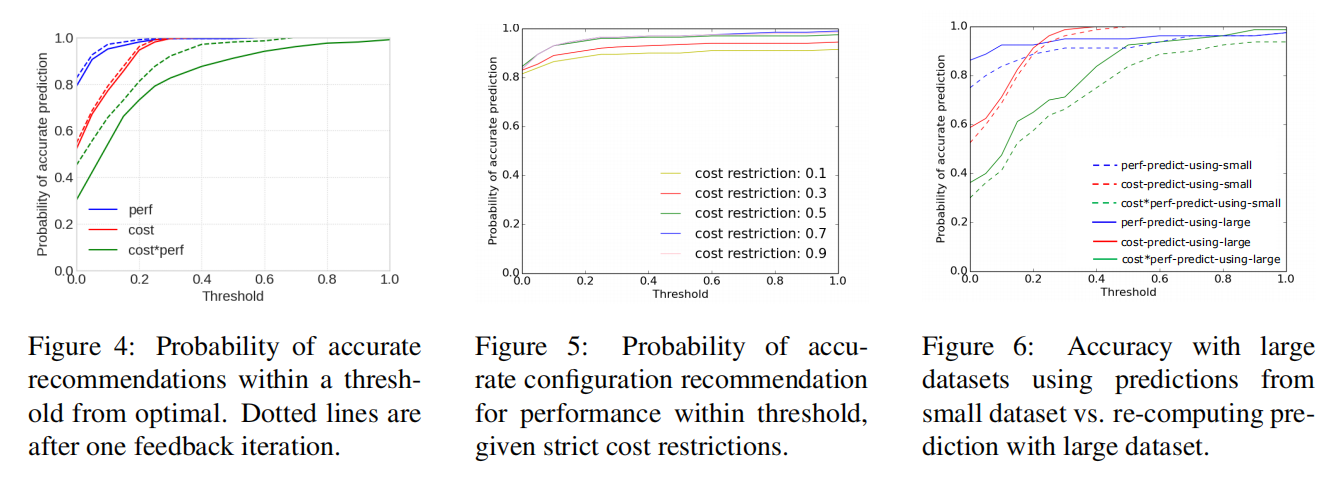 Probability of accurate prediction
1.0
0.8
0.6
0.4
0.2
0.0
perf
cost
cost*perf
0.0 0.2 0.4 0.6 0.8 1.0
Threshold
Figure 4: Probability of accurate
recommendations within a thresh-
old from optimal. Dotted lines are
after one feedback iteration.
Probability of accurate prediction
1.0
0.8
0.6
0.4
0.2
0.0
cost restriction: 0.1
cost restriction: 0.3
cost restriction: 0.5
cost restriction: 0.7
cost restriction: 0.9
0.0 0.2 0.4 0.6 0.8 1.0
Threshold
Figure 5: Probability of accu-
rate configuration recommendation
for performance within threshold,
given strict cost restrictions.
Probability of accurate prediction
1.0
0.8
0.6
0.4
0.2
0.0
perf-predict-using-small
cost-predict-using-small
cost*perf-predict-using-small
perf-predict-using-large
cost-predict-using-large
cost*perf-predict-using-large
0.0 0.2 0.4 0.6 0.8 1.0
Threshold
Figure 6: Accuracy with large
datasets using predictions from
small dataset vs. re-computing pre-
diction with large dataset.